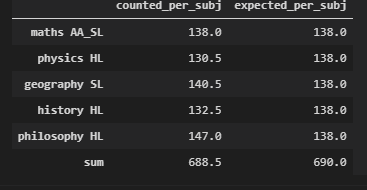 counted_per_subj expected_per_subj
maths AA_SL 138.0 138.0
physics HL 130.5 138.0
geography SL 140.5 138.0
history HL 132.5 138.0
philosophy HL 147.0 138.0
sum 688.5 690.0